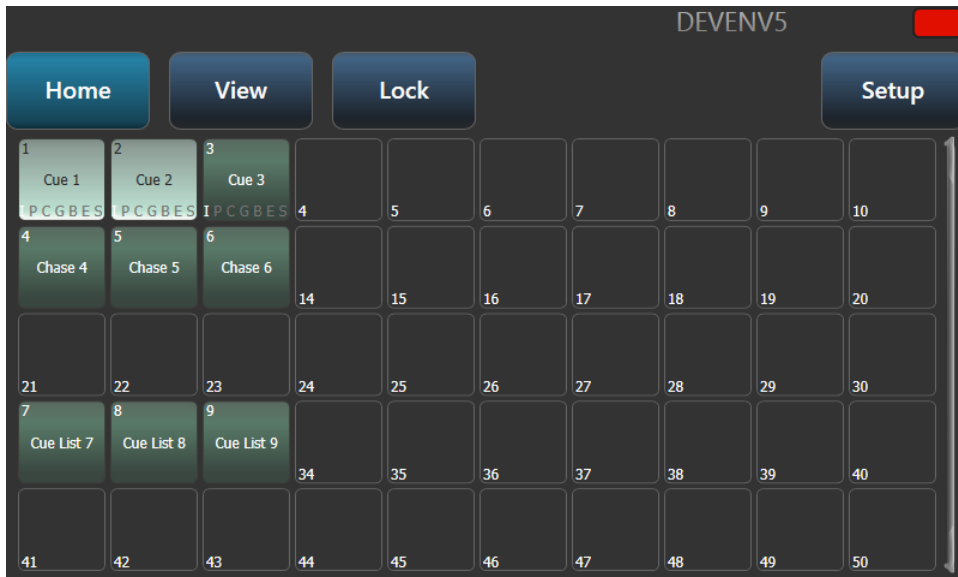 DEVENV5
Home View Lock Setup
1 2 3
Cue 1 Cue 2 Cue 3
IPCGBES IPCGBES IPCGBES 4 5 6 7 8 9 10
4 5 6
Chase 4 Chase 5 Chase 6
14 15 16 17 18 19 20
21 22 23 24 25 26 27 28 29 30
7 8 9
Cue List 7 Cue List 8 Cue List 9
34 35 36 37 38 39 40
41 42 43 44 45 46 47 48 49 50